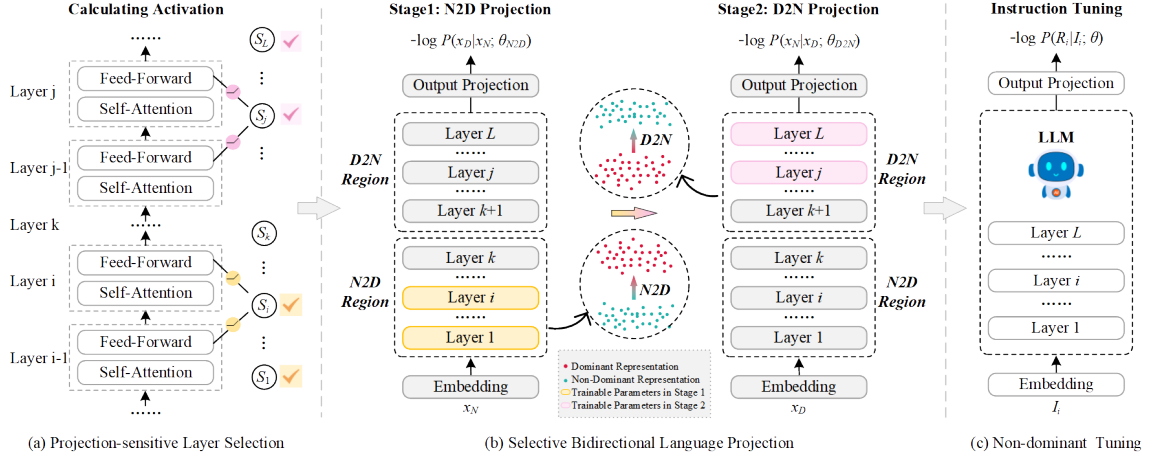 Calculating Activation
......
S_L
Layer j
Feed-Forward
Self-Attention
S_j
Layer j-1
Feed-Forward
Self-Attention
......
Layer k
S_k
Layer i
Feed-Forward
Self-Attention
S_i
Layer i-1
Feed-Forward
Self-Attention
S_1
......
(a) Projection-sensitive Layer Selection
Stage1: N2D Projection
-log P(x_D|x_N; θ_N2D)
Output Projection
D2N Region
Layer L
......
Layer j
......
Layer k+1
N2D Region
Layer k
......
Layer i
......
Layer 1
Embedding
x_N
D2N
N2D
Dominant Representation
Non-Dominant Representation
Trainable Parameters in Stage 1
Trainable Parameters in Stage 2
Stage2: D2N Projection
-log P(x_N|x_D; θ_D2N)
Output Projection
Layer L
......
Layer j
......
Layer k+1
D2N Region
Layer k
......
Layer i
......
Layer 1
N2D Region
Embedding
x_D
(b) Selective Bidirectional Language Projection
Instruction Tuning
-log P(R_i|I_i; θ)
Output Projection
LLM
Layer L
......
Layer i
......
Layer 1
Embedding
I_i
(c) Non-dominant Tuning